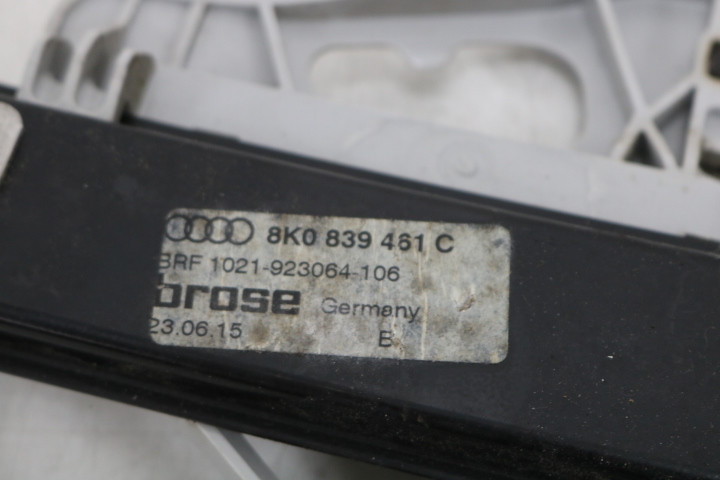 8K0 839 461 C
BRF 1021-923064-106
brose Germany
23.06.15 B